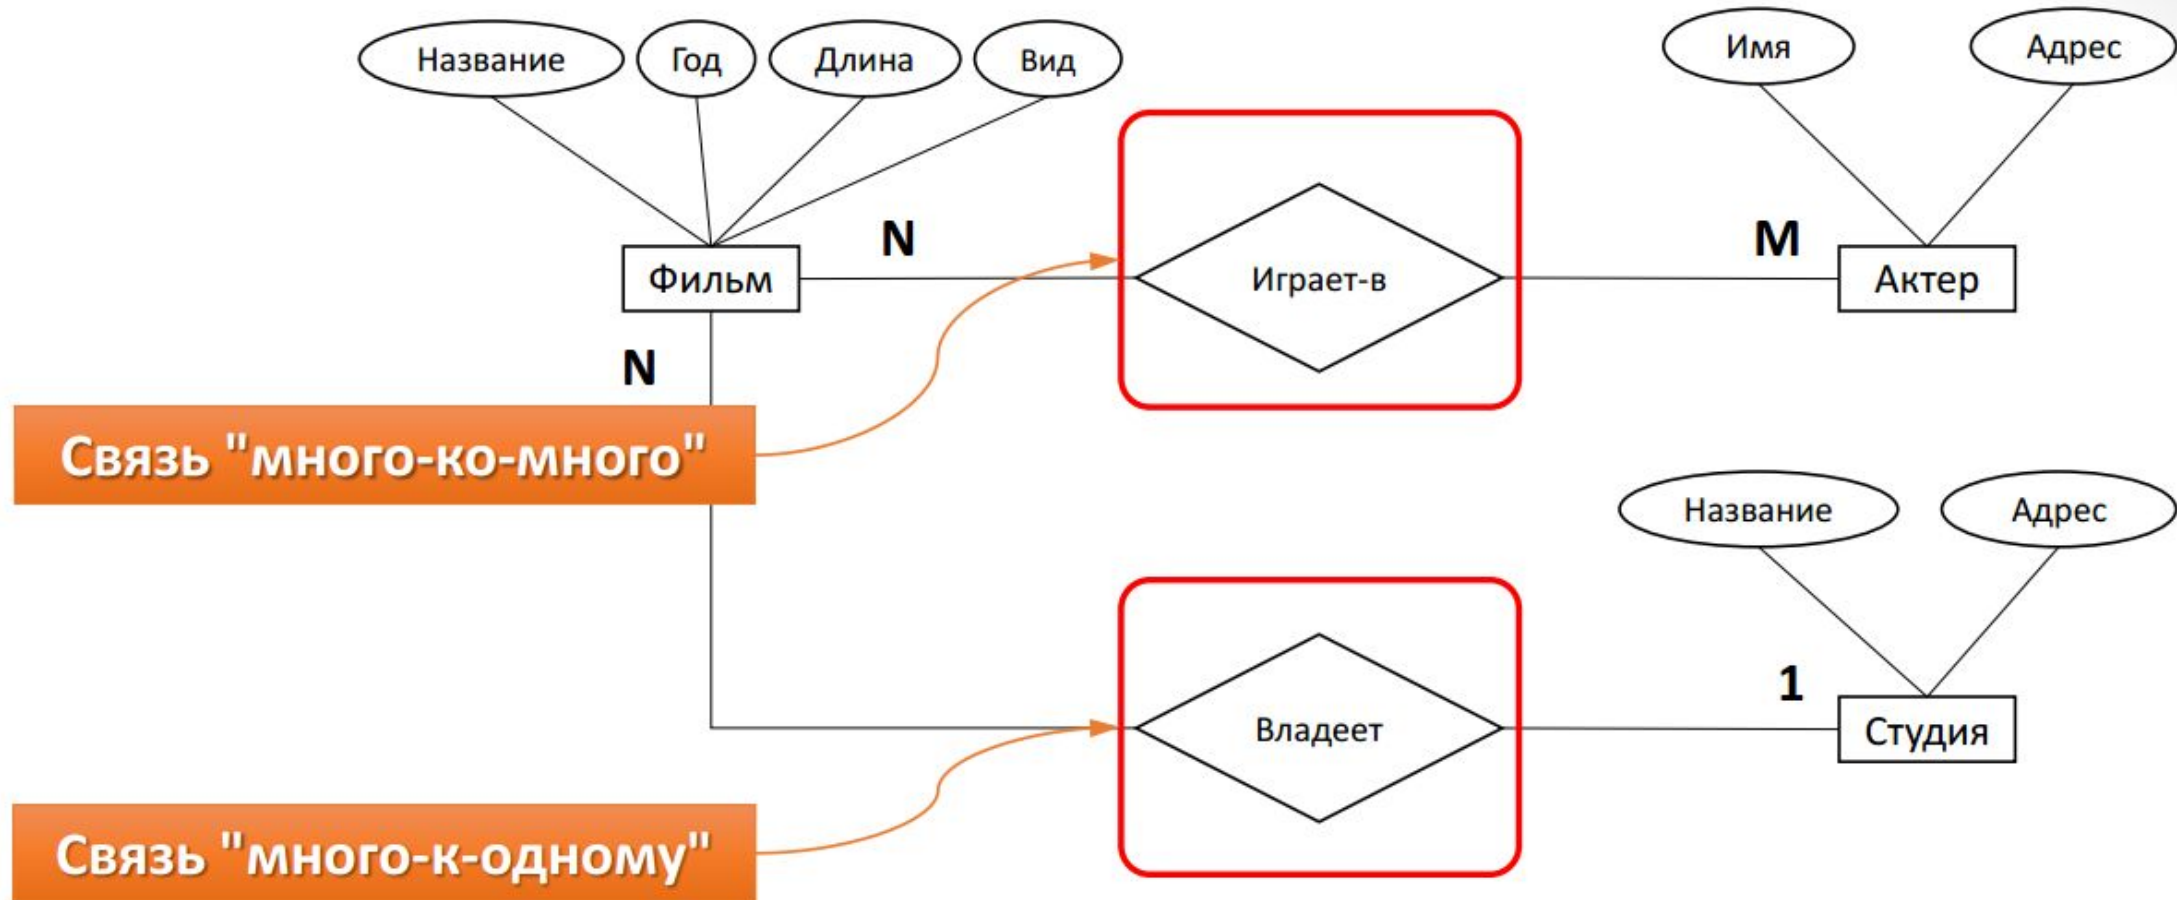 Название
Год
Длина
Вид
Имя
Адрес
Фильм
N
Играет-в
M
Актер
N
Связь "много-ко-много"
Название
Адрес
Владеет
1
Студия
Связь "много-к-одному"